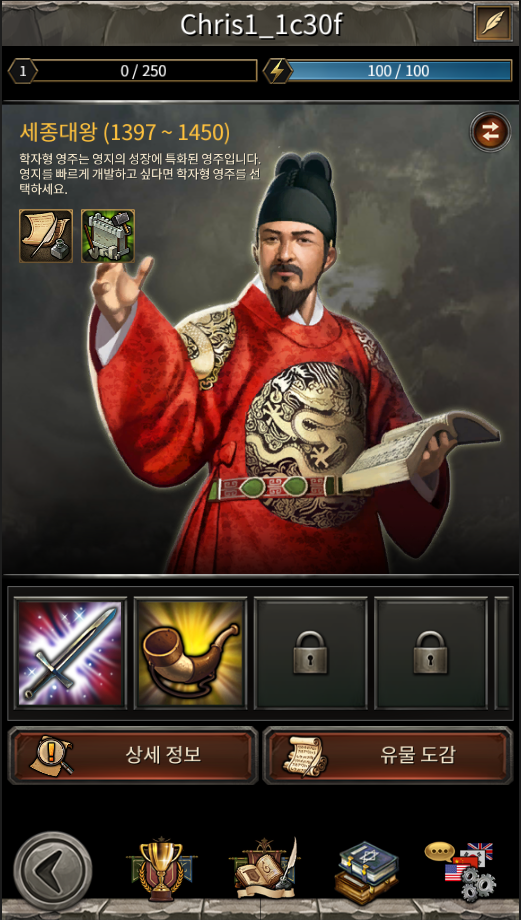 Chris1_1c30f
1
0 / 250
100 / 100
세종대왕 (1397 ~ 1450)
학자형 영주는 영지의 성장에 특화된 영주입니다.
영지를 빠르게 개발하고 싶다면 학자형 영주를 선
택하세요.
상세 정보
유물 도감